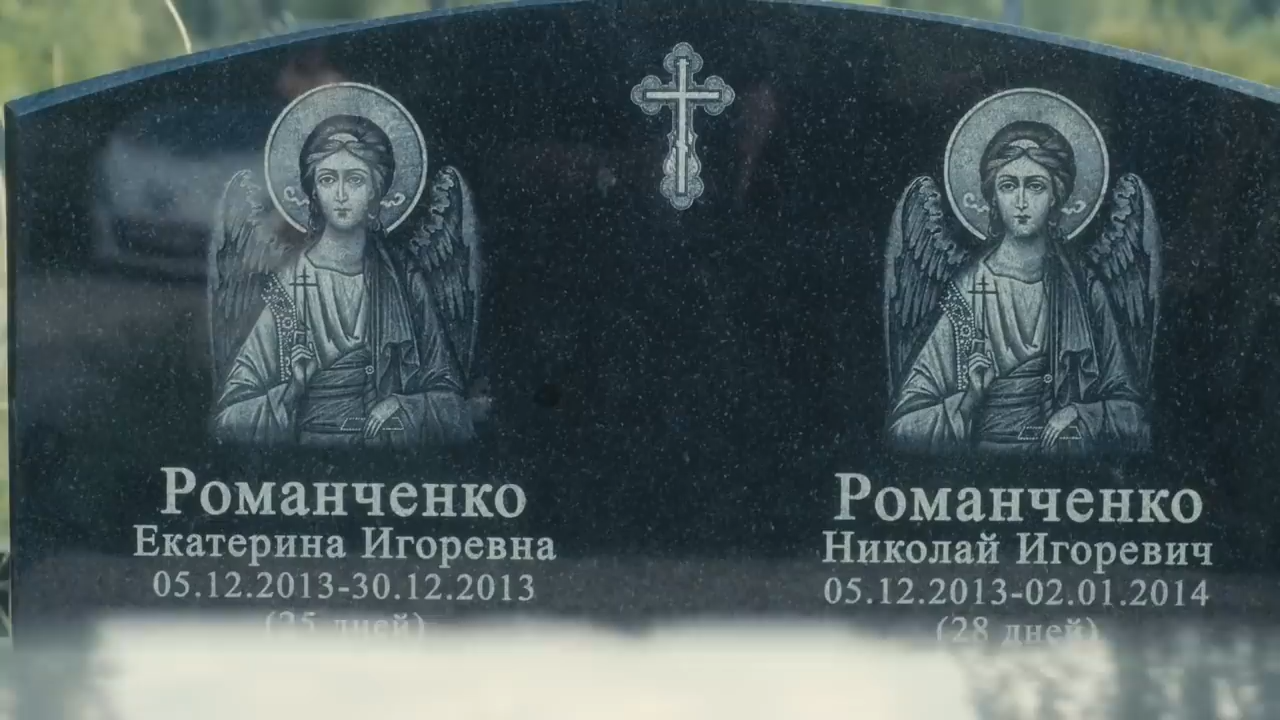 Романченко
Екатерина Игоревна
05.12.2013-30.12.2013
(25 дней)
Романченко
Николай Игоревич
05.12.2013-02.01.2014
(28 дней)